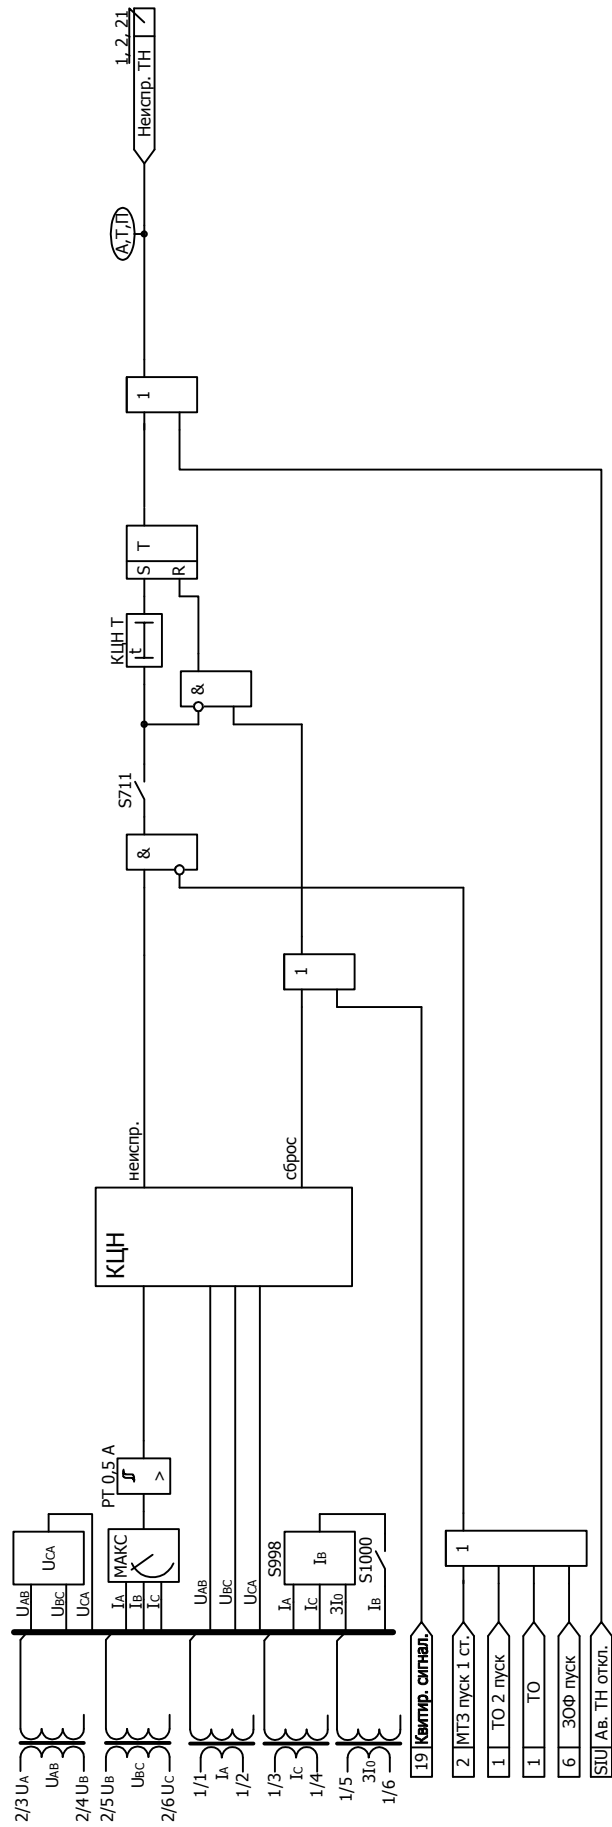 1, 2, 21
Неиспр. ТН
А,Т,П
1
S T
R
КЦН Т
t
&
S711
&
1
неиспр.
сброс
КЦН
РТ 0,5 А
>
МАКС
UCA
UAB
UBC
UCA
IA
IB
IC
UAB
UBC
UCA
S998
IB
IA
IC
3I0
S1000
IB
2/3 UA
UAB
2/4 UB
2/5 UB
UBC
2/6 UC
1/1
IA
1/2
1/3
IC
1/4
1/5
3I0
1/6
19 Квитир. сигнал.
1
2 МТЗ пуск 1 ст.
1 ТО 2 пуск
1 ТО
6 ЗОФ пуск
SIU Ав. ТН откл.